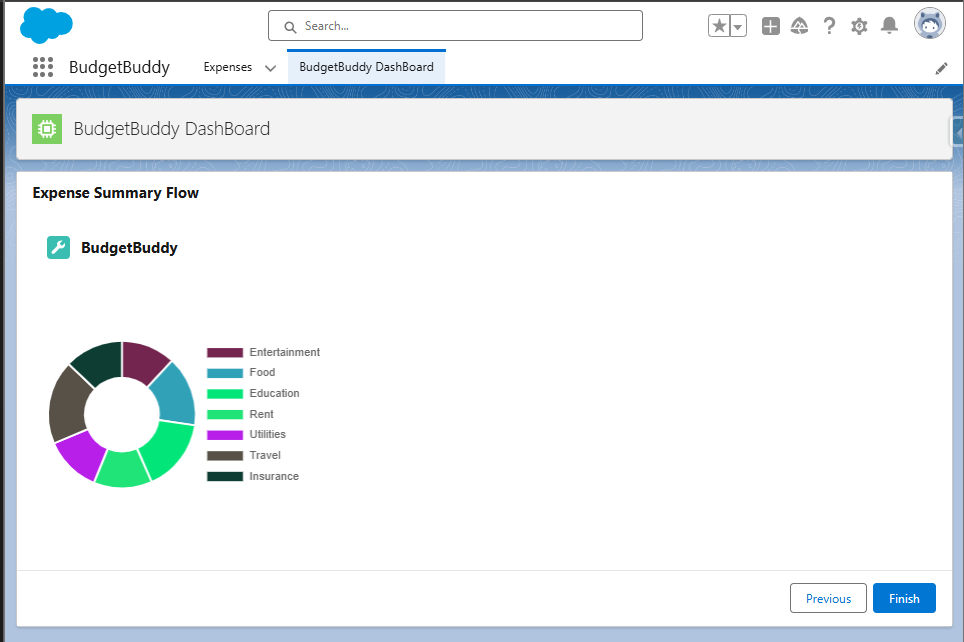 Search...
BudgetBuddy
Expenses
BudgetBuddy DashBoard
BudgetBuddy DashBoard
Expense Summary Flow
BudgetBuddy
Entertainment
Food
Education
Rent
Utilities
Travel
Insurance
Previous
Finish